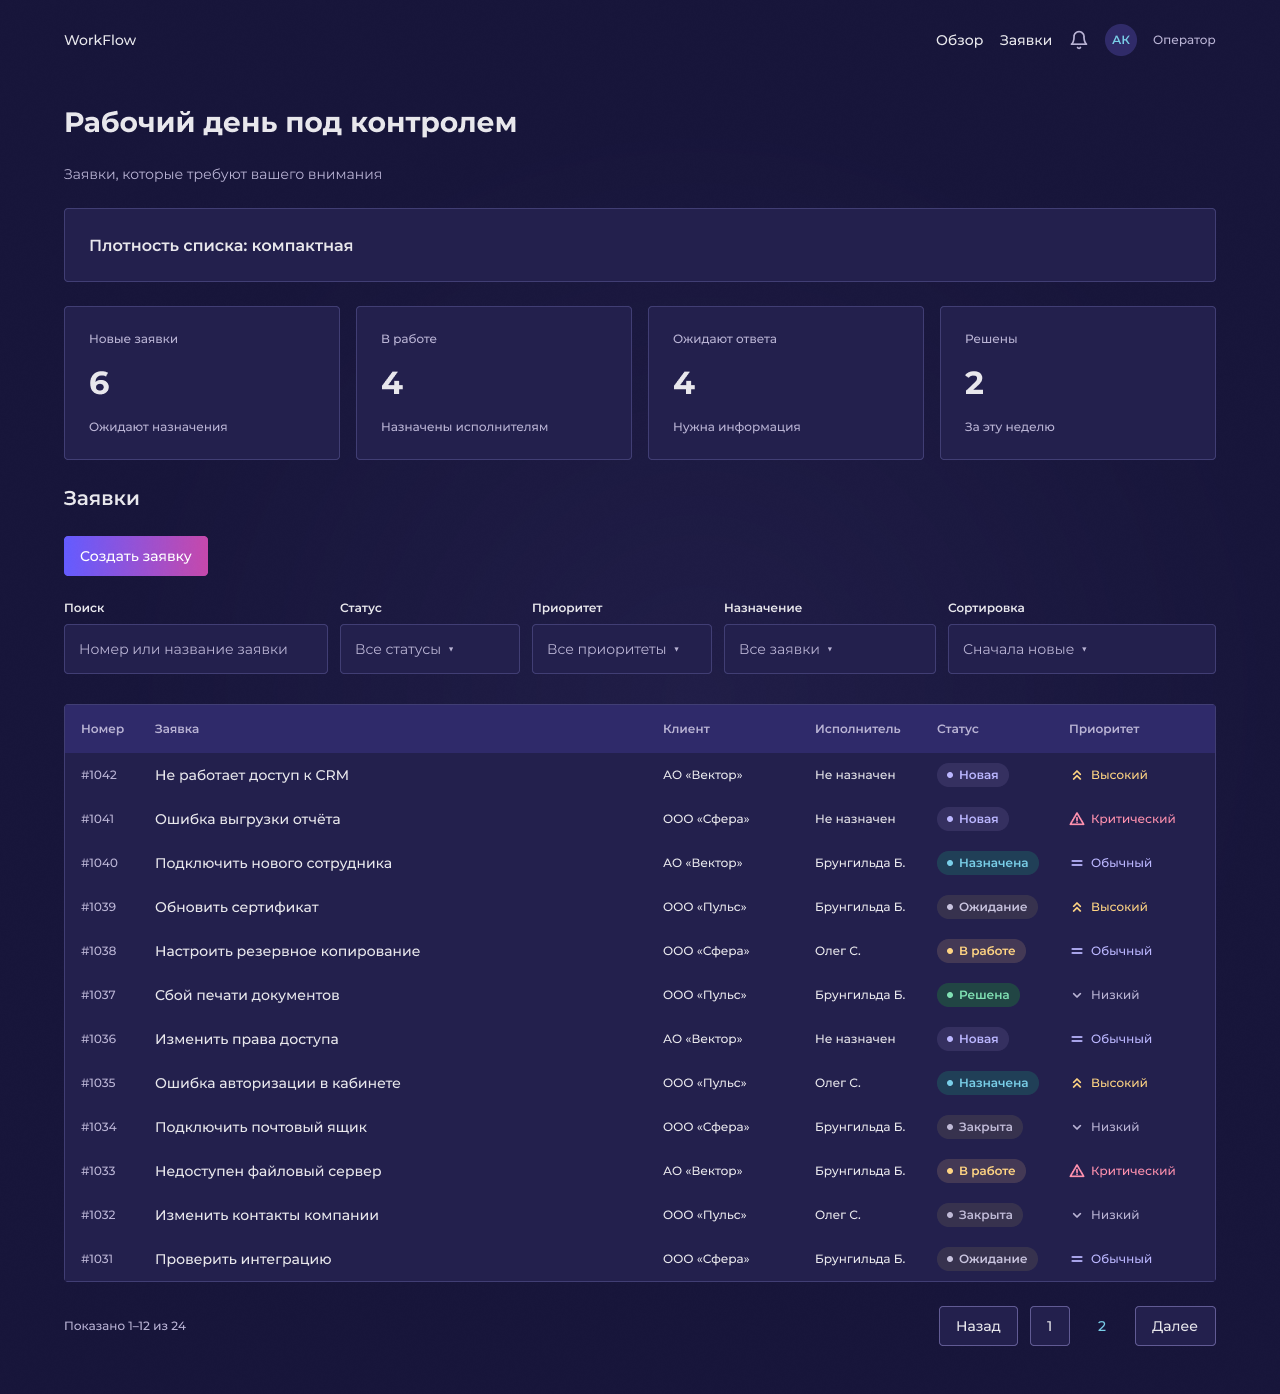 WorkFlow
Обзор Заявки АК Оператор
Рабочий день под контролем
Заявки, которые требуют вашего внимания
Плотность списка: компактная
Новые заявки
6
Ожидают назначения
В работе
4
Назначены исполнителям
Ожидают ответа
4
Нужна информация
Решены
2
За эту неделю
Заявки
Создать заявку
Поиск
Номер или название заявки
Статус
Все статусы
Приоритет
Все приоритеты
Назначение
Все заявки
Сортировка
Сначала новые
Номер Заявка Клиент Исполнитель Статус Приоритет
#1042 Не работает доступ к CRM АО «Вектор» Не назначен Новая Высокий
#1041 Ошибка выгрузки отчёта ООО «Сфера» Не назначен Новая Критический
#1040 Подключить нового сотрудника АО «Вектор» Брунгильда Б. Назначена Обычный
#1039 Обновить сертификат ООО «Пульс» Брунгильда Б. Ожидание Высокий
#1038 Настроить резервное копирование ООО «Сфера» Олег С. В работе Обычный
#1037 Сбой печати документов ООО «Пульс» Брунгильда Б. Решена Низкий
#1036 Изменить права доступа АО «Вектор» Не назначен Новая Обычный
#1035 Ошибка авторизации в кабинете ООО «Пульс» Олег С. Назначена Высокий
#1034 Подключить почтовый ящик ООО «Сфера» Брунгильда Б. Закрыта Низкий
#1033 Недоступен файловый сервер АО «Вектор» Брунгильда Б. В работе Критический
#1032 Изменить контакты компании ООО «Пульс» Олег С. Закрыта Низкий
#1031 Проверить интеграцию ООО «Сфера» Брунгильда Б. Ожидание Обычный
Показано 1–12 из 24
Назад 1 2 Далее